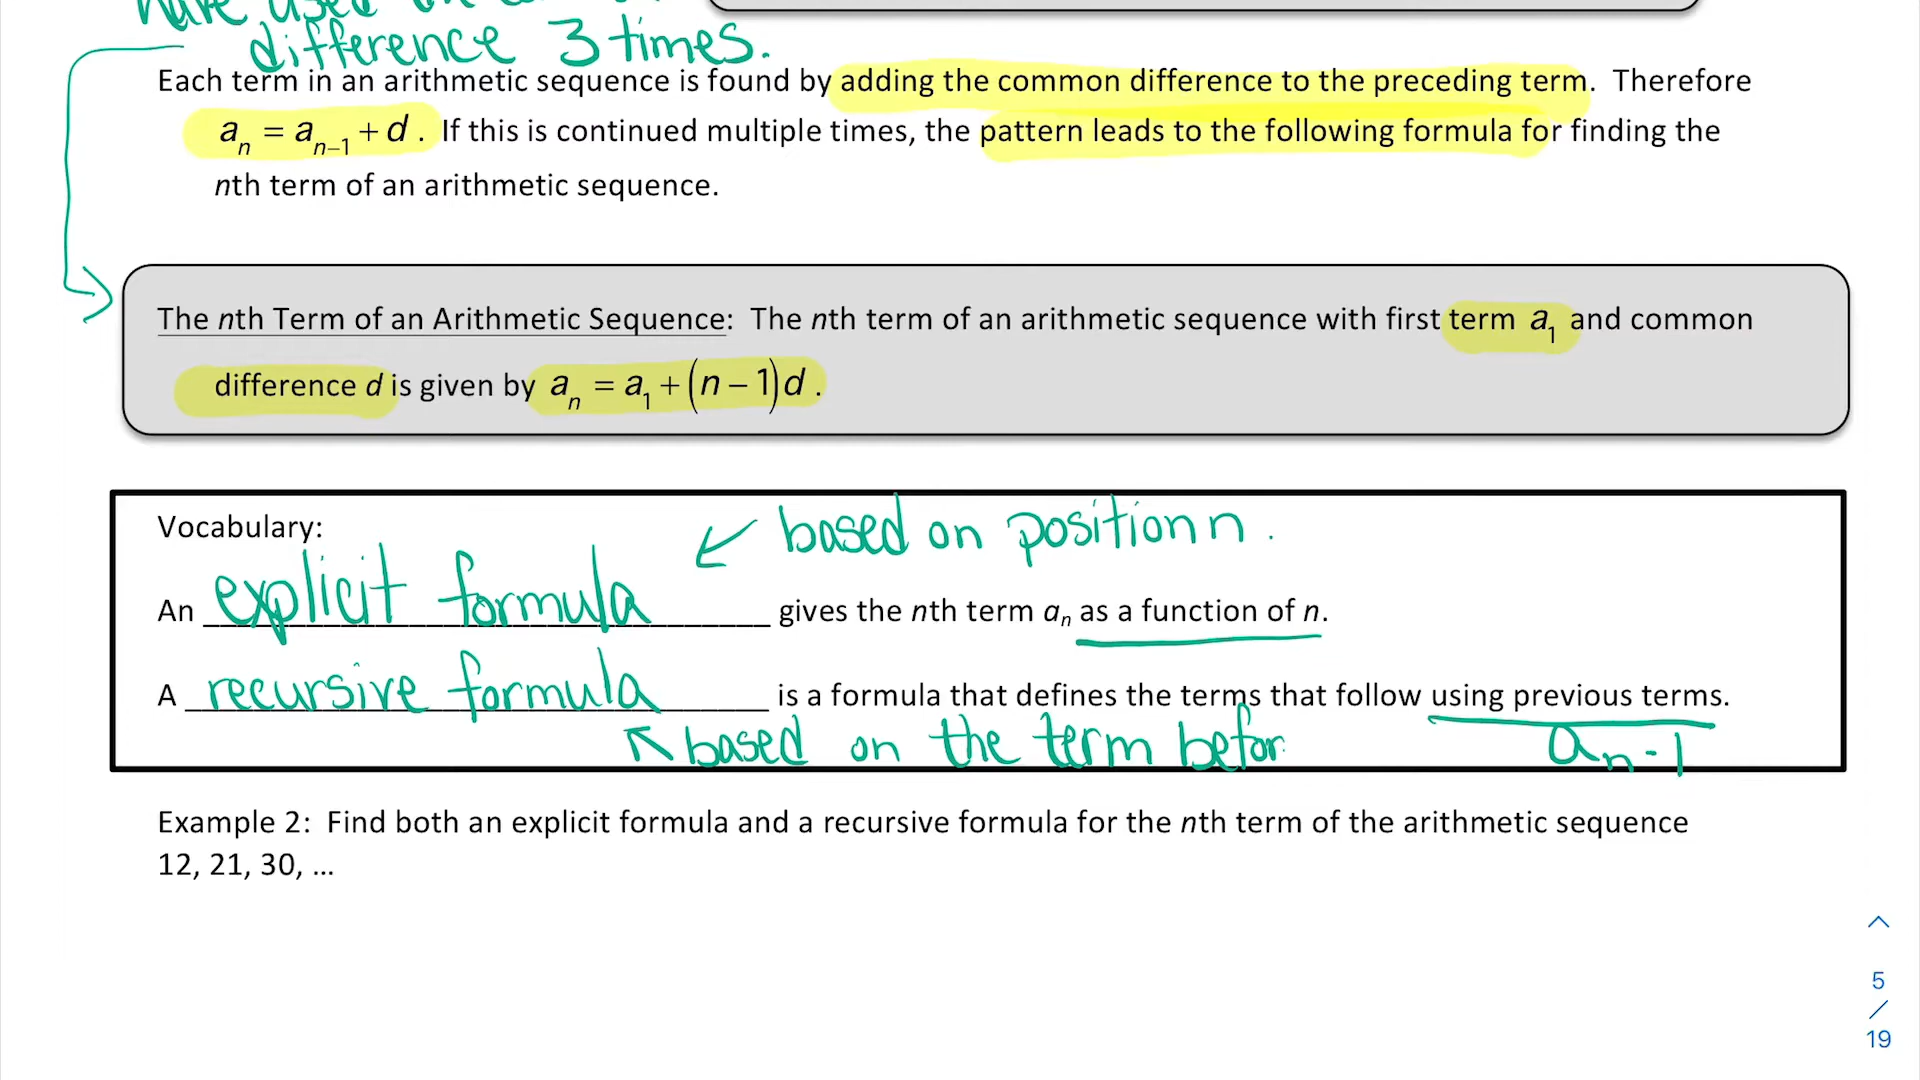 have used the
difference 3 times.
Each term in an arithmetic sequence is found by adding the common difference to the preceding term. Therefore
aₙ = aₙ₋₁ + d . If this is continued multiple times, the pattern leads to the following formula for finding the
nth term of an arithmetic sequence.
The nth Term of an Arithmetic Sequence: The nth term of an arithmetic sequence with first term a₁ and common
difference d is given by aₙ = a₁ + (n – 1)d .
Vocabulary:
based on position n.
An explicit formula gives the nth term aₙ as a function of n.
A recursive formula is a formula that defines the terms that follow using previous terms.
based on the term befor
aₙ₋₁
Example 2: Find both an explicit formula and a recursive formula for the nth term of the arithmetic sequence
12, 21, 30, ...
5
/
19